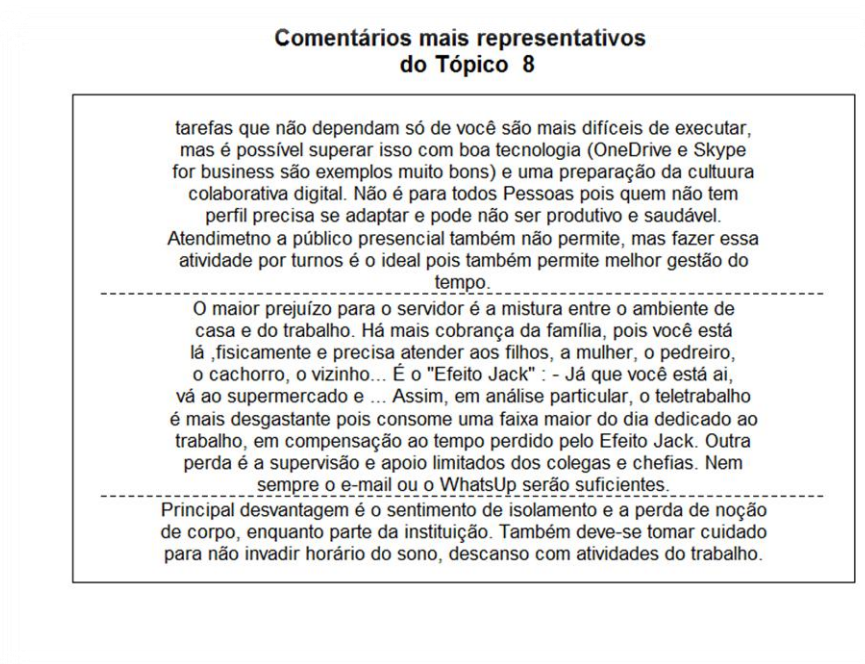 Comentários mais representativos
do Tópico 8
tarefas que não dependam só de você são mais difíceis de executar,
mas é possível superar isso com boa tecnologia (OneDrive e Skype
for business são exemplos muito bons) e uma preparação da cultuura
colaborativa digital. Não é para todos Pessoas pois quem não tem
perfil precisa se adaptar e pode não ser produtivo e saudável.
Atendimetno a público presencial também não permite, mas fazer essa
atividade por turnos é o ideal pois também permite melhor gestão do
tempo.
O maior prejuízo para o servidor é a mistura entre o ambiente de
casa e do trabalho. Há mais cobrança da família, pois você está
lá ,fisicamente e precisa atender aos filhos, a mulher, o pedreiro,
o cachorro, o vizinho... É o "Efeito Jack" : - Já que você está ai,
vá ao supermercado e ... Assim, em análise particular, o teletrabalho
é mais desgastante pois consome uma faixa maior do dia dedicado ao
trabalho, em compensação ao tempo perdido pelo Efeito Jack. Outra
perda é a supervisão e apoio limitados dos colegas e chefias. Nem
sempre o e-mail ou o WhatsUp serão suficientes.
Principal desvantagem é o sentimento de isolamento e a perda de noção
de corpo, enquanto parte da instituição. Também deve-se tomar cuidado
para não invadir horário do sono, descanso com atividades do trabalho.